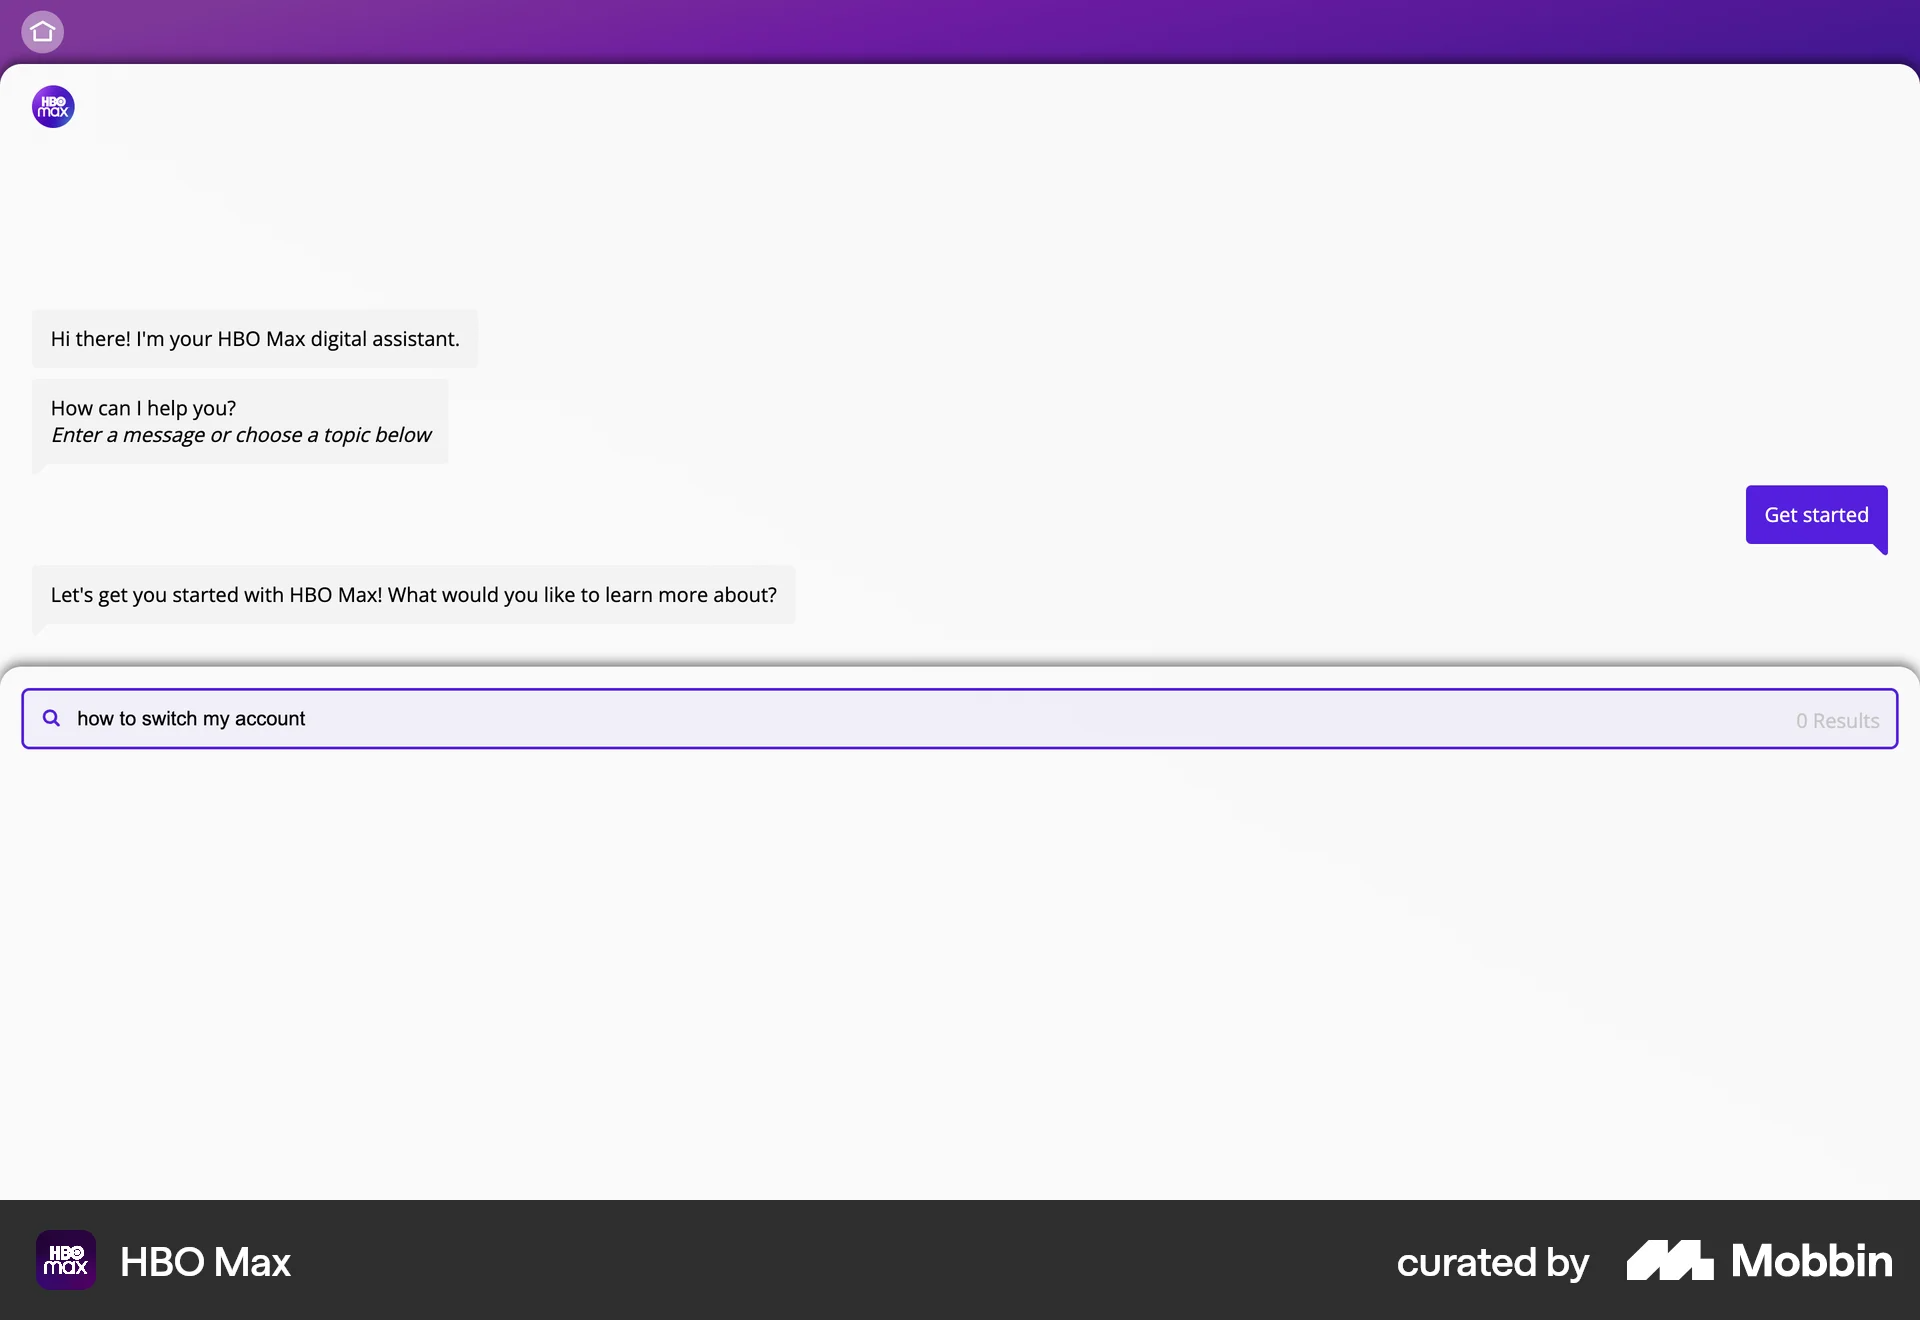 HBO
max
Hi there! I'm your HBO Max digital assistant.
How can I help you?
Enter a message or choose a topic below
Get started
Let's get you started with HBO Max! What would you like to learn more about?
how to switch my account
0 Results
HBO
max
HBO Max
curated by
Mobbin